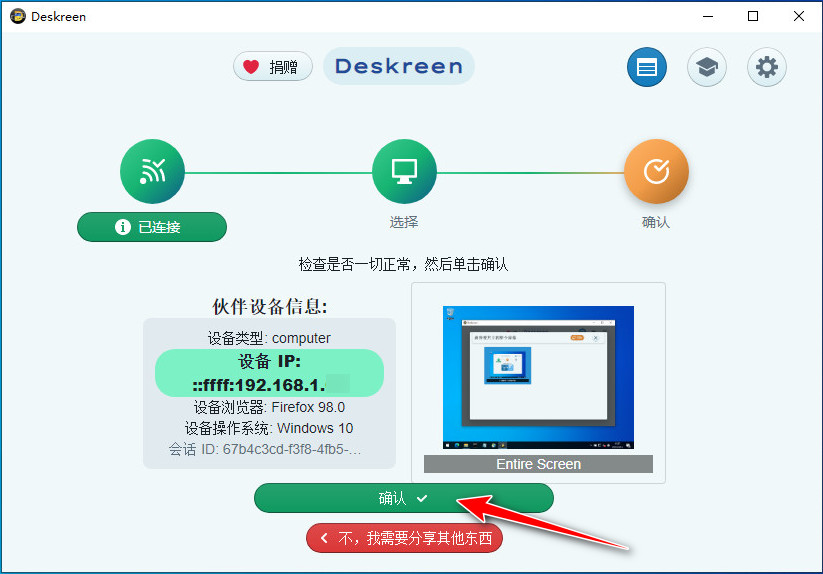 Deskreen
捐赠
Deskreen
已连接
选择
确认
检查是否一切正常，然后单击确认
伙伴设备信息:
设备类型: computer
设备 IP:
::ffff:192.168.1.
设备浏览器: Firefox 98.0
设备操作系统: Windows 10
会话 ID: 67b4c3cd-f3f8-4fb5-…
Entire Screen
确认
不，我需要分享其他东西